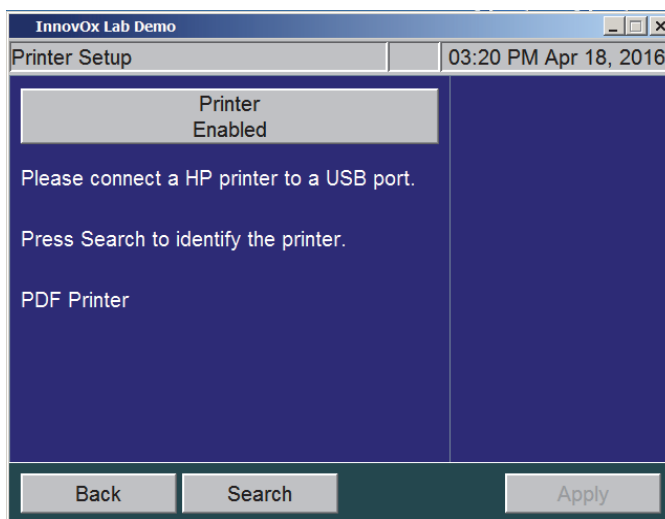 InnovOx Lab Demo
Printer Setup
03:20 PM Apr 18, 2016
Printer
Enabled
Please connect a HP printer to a USB port.
Press Search to identify the printer.
PDF Printer
Back
Search
Apply